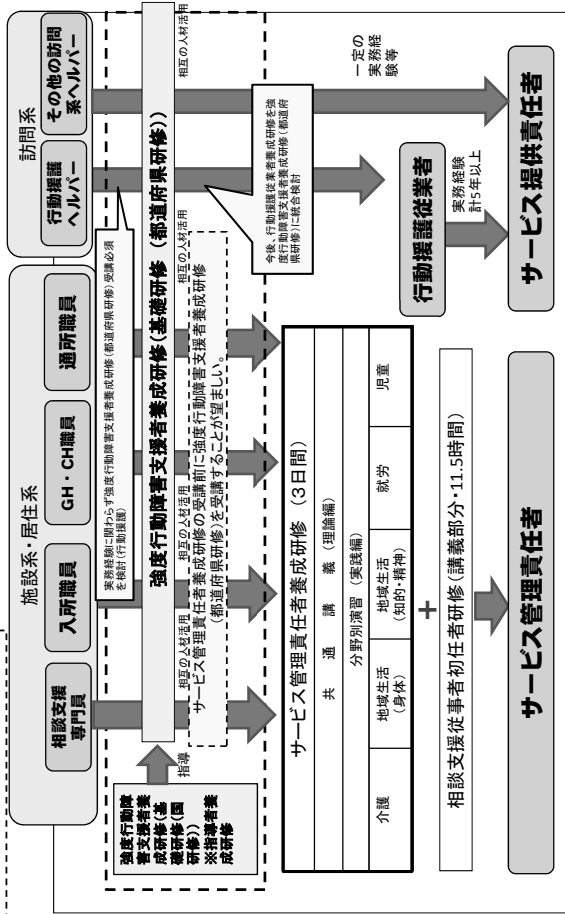 施設系・居住系
訪問系
相談支援
専門員
入所職員
GH・CH職員
通所職員
行動援護
ヘルパー
その他の訪問
系ヘルパー
実務経験に関わらず強度行動障害支援者養成研修(都道府県研修)受講必須
を検討(行動援護)
強度行動障害支援者養成研修(基礎研修(都道府県研修))
相互の人材活用
相互の人材活用
相互の人材活用
相互の人材活用
相互の人材活用
サービス管理責任者養成研修の受講前に強度行動障害支援者養成研修
(都道府県研修)を受講することが望ましい。
強度行動障
害支援者養
成研修(基
礎研修(国
研修))
※指導者養
成研修
指導
今後、行動援護従業者養成研修を強
度行動障害支援者養成研修(都道府
県研修)に統合検討
一定の
実務経
験等
サービス管理責任者養成研修 (3日間)
共 通 講 義 (理論編)
分野別演習 (実践編)
介護
地域生活
(身体)
地域生活
(知的・精神)
就労
児童
+
相談支援従事者初任者研修(講義部分・11.5時間)
サービス管理責任者
行動援護従業者
実務経験
計5年以上
サービス提供責任者